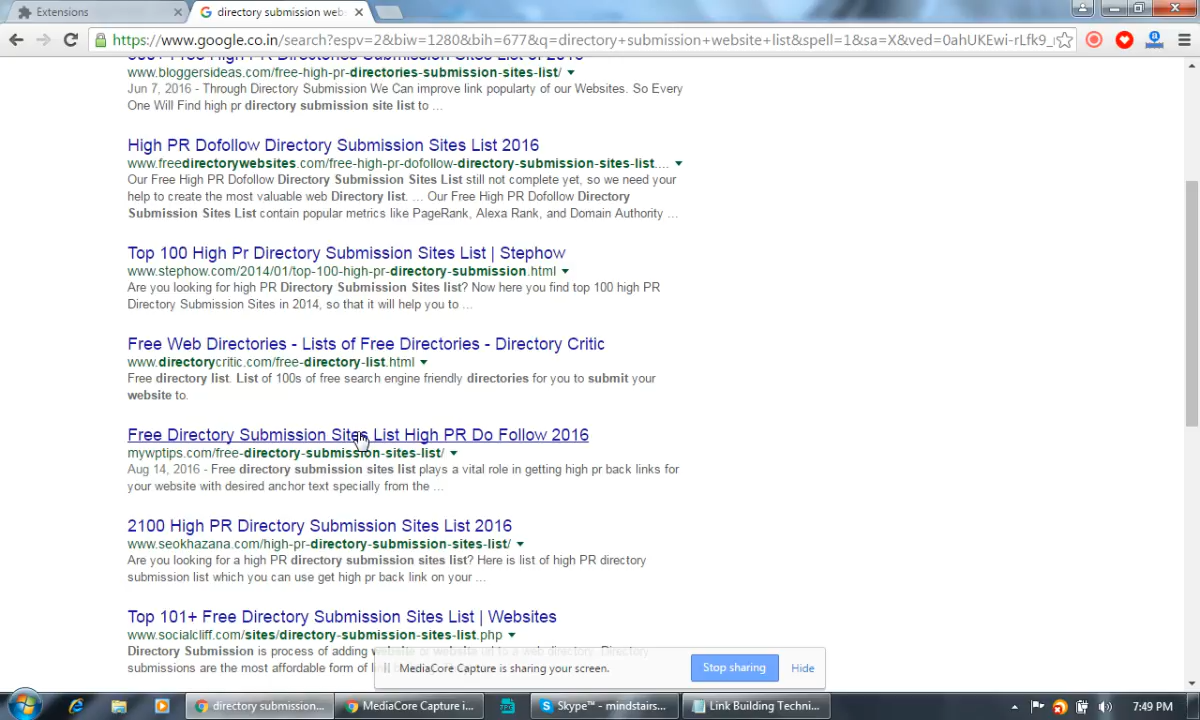 Extensions
directory submission webs
https://www.google.co.in/search?espv=2&biw=1280&bih=677&q=directory+submission+website+list&spell=1&sa=X&ved=0ahUKEwi-rLfk9_
www.bloggersideas.com/free-high-pr-directories-submission-sites-list/
Jun 7, 2016 - Through Directory Submission We Can improve link popularty of our Websites. So Every
One Will Find high pr directory submission site list to ...
High PR Dofollow Directory Submission Sites List 2016
www.freedirectorywebsites.com/free-high-pr-dofollow-directory-submission-sites-list....
Our Free High PR Dofollow Directory Submission Sites List still not complete yet, so we need your
help to create the most valuable web Directory list. ... Our Free High PR Dofollow Directory
Submission Sites List contain popular metrics like PageRank, Alexa Rank, and Domain Authority ...
Top 100 High Pr Directory Submission Sites List | Stephow
www.stephow.com/2014/01/top-100-high-pr-directory-submission.html
Are you looking for high PR Directory Submission Sites list? Now here you find top 100 high PR
Directory Submission Sites in 2014, so that it will help you to ...
Free Web Directories - Lists of Free Directories - Directory Critic
www.directorycritic.com/free-directory-list.html
Free directory list. List of 100s of free search engine friendly directories for you to submit your
website to.
Free Directory Submission Sites List High PR Do Follow 2016
mywptips.com/free-directory-submission-sites-list/
Aug 14, 2016 - Free directory submission sites list plays a vital role in getting high pr back links for
your website with desired anchor text specially from the ...
2100 High PR Directory Submission Sites List 2016
www.seokhazana.com/high-pr-directory-submission-sites-list/
Are you looking for a high PR directory submission sites list? Here is list of high PR directory
submission list which you can use get high pr back link on your ...
Top 101+ Free Directory Submission Sites List | Websites
www.socialcliff.com/sites/directory-submission-sites-list.php
Directory Submission is process of adding website or website url to a web directory. Directory
submissions are the most affordable form of
MediaCore Capture is sharing your screen.
Stop sharing
Hide
directory submission...
MediaCore Capture i...
Skype™ - mindstairs...
Link Building Techni...
7:49 PM